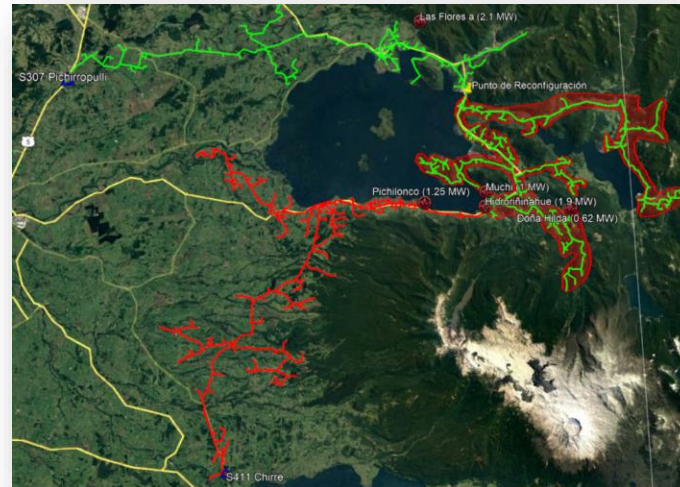 Las Flores a (2.1 MW)
S307 Pichirropulli
Punto de Reconfiguración
5
Pichilonco (1.25 MW)
Muchi (1 MW)
Hidroriñinahue (1.9 MW)
Doña Hilda(0.62 MW)
S411 Chirre